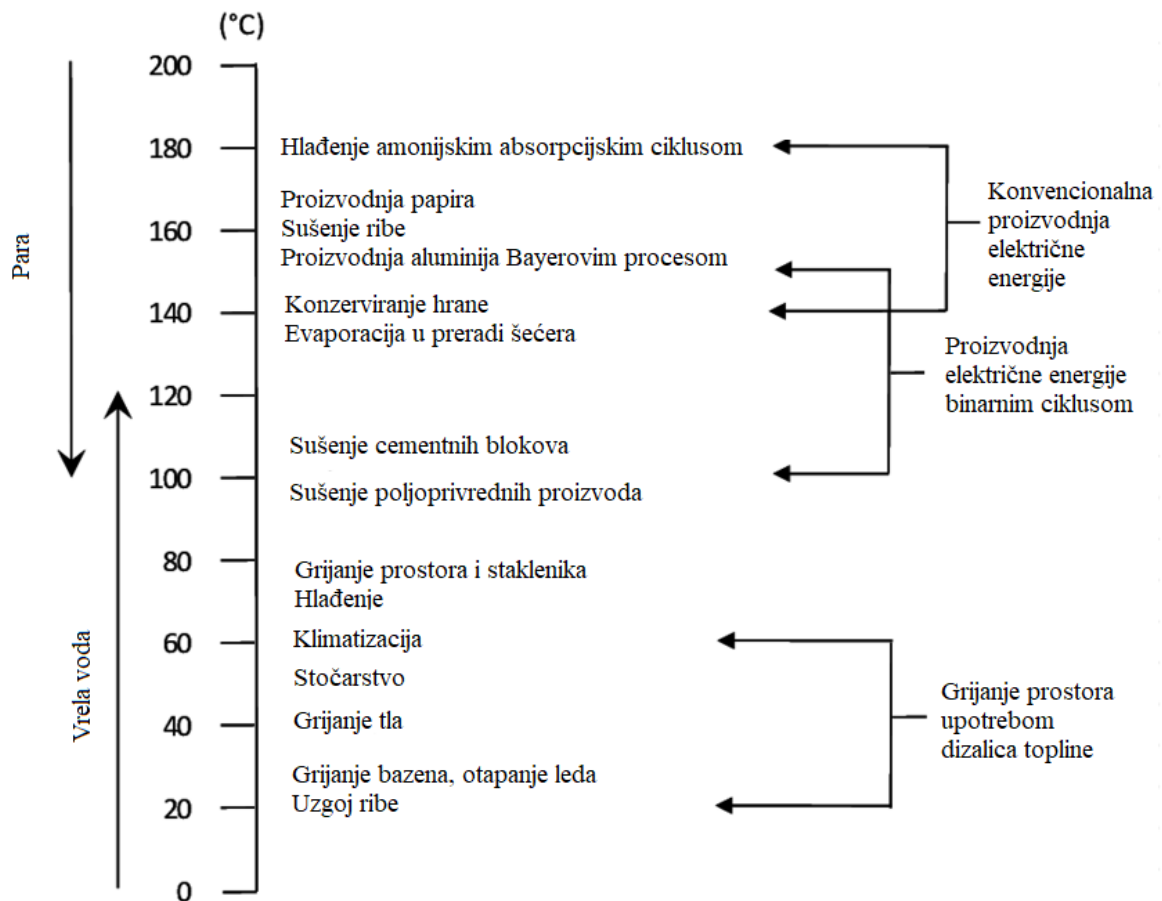 (°C)
200
180
160
140
120
100
80
60
40
20
0
Para
Vrela voda
Hlađenje amonijskim absorpcijskim ciklusom
Proizvodnja papira
Sušenje ribe
Proizvodnja aluminija Bayerovim procesom
Konzerviranje hrane
Evaporacija u preradi šećera
Sušenje cementnih blokova
Sušenje poljoprivrednih proizvoda
Grijanje prostora i staklenika
Hlađenje
Klimatizacija
Stočarstvo
Grijanje tla
Grijanje bazena, otapanje leda
Uzgoj ribe
Konvencionalna
proizvodnja
električne
energije
Proizvodnja
električne energije
binarnim ciklusom
Grijanje prostora
upotrebom
dizalica topline